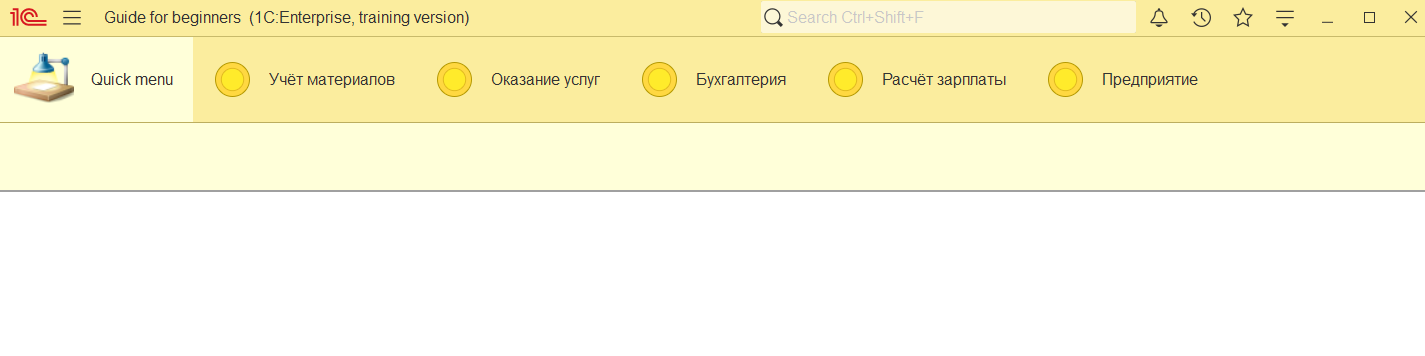 1С Guide for beginners (1C:Enterprise, training version) Search Ctrl+Shift+F
Quick menu Учёт материалов Оказание услуг Бухгалтерия Расчёт зарплаты Предприятие